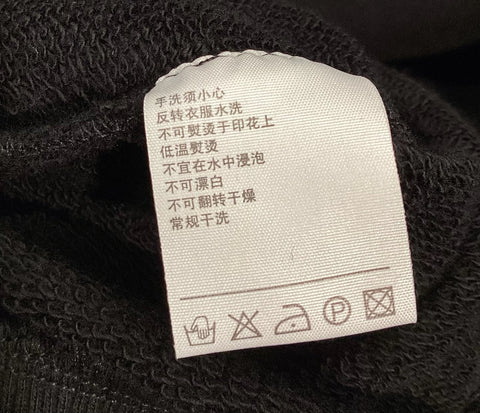 手洗须小心
反转衣服水洗
不可熨烫于印花上
低温熨烫
不宜在水中浸泡
不可漂白
不可翻转干燥
常规干洗
P